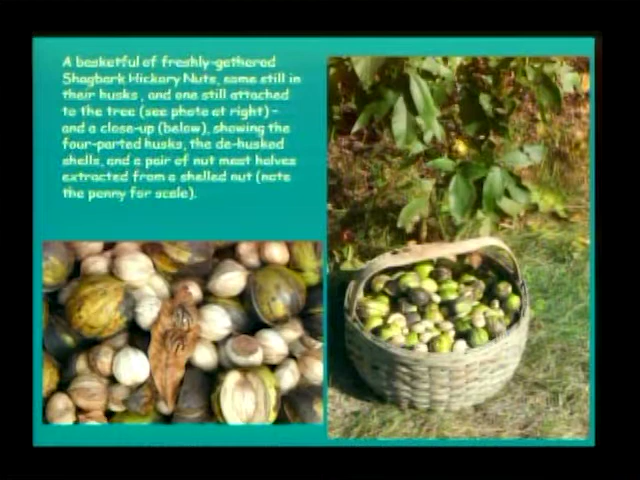 A basketful of freshly-gathered
Shagbark Hickory Nuts, some still in
their husks, and one still attached
to the tree (see photo at right) -
and a close-up (below), showing the
four-parted husks, the de-husked
shells, and a pair of nut meat halves
extracted from a shelled nut (note
the penny for scale).